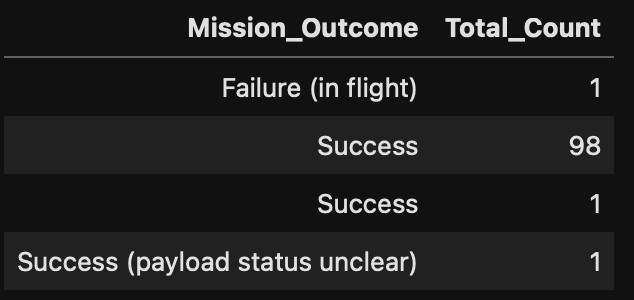 Mission_Outcome Total_Count
Failure (in flight) 1
Success 98
Success 1
Success (payload status unclear) 1